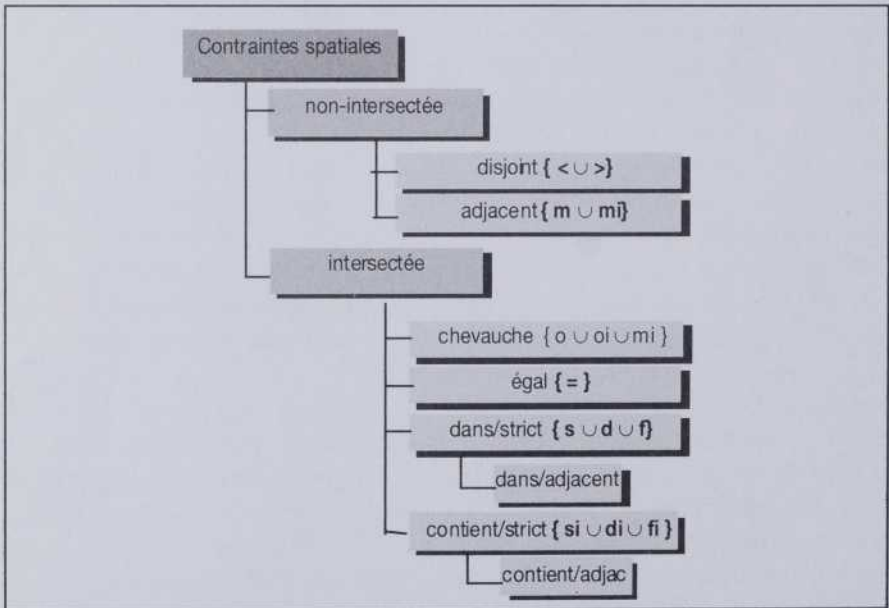 Contraintes spatiales
non-intersectée
disjoint { < ∪ >}
adjacent{ m ∪ mi}
intersectée
chevauche { o ∪ oi ∪ mi }
égal { = }
dans/strict { s ∪ d ∪ f}
dans/adjacent
contient/strict { si ∪ di ∪ fi }
contient/adjac